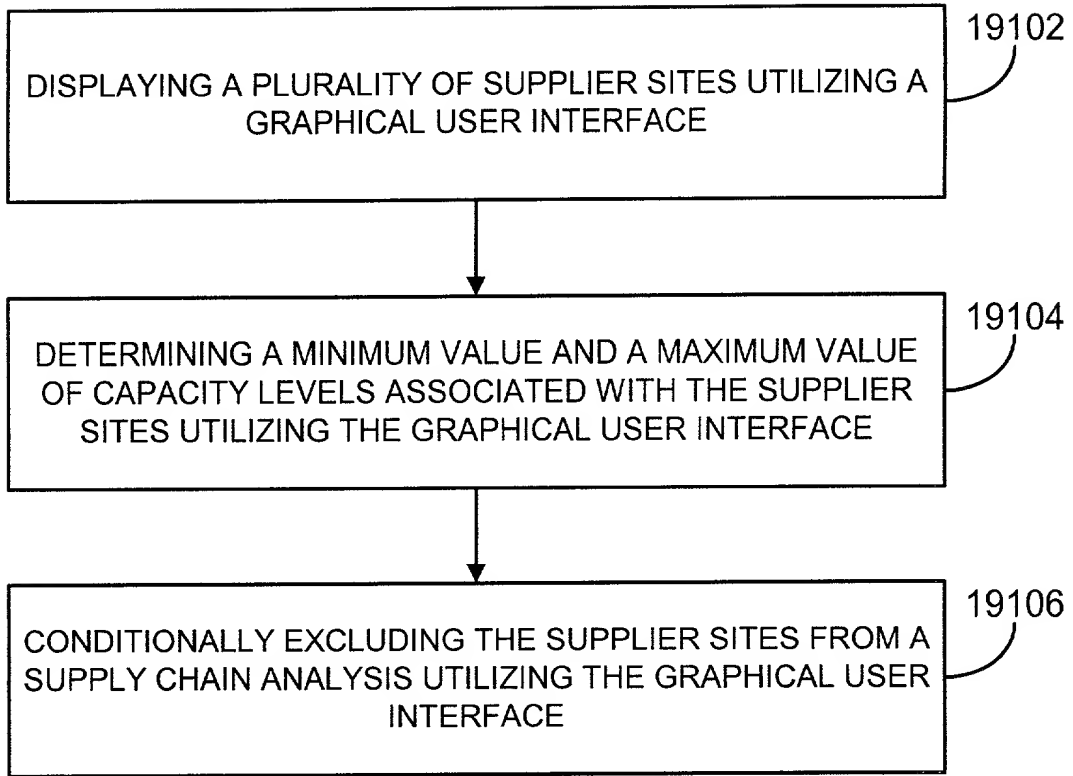 19102
DISPLAYING A PLURALITY OF SUPPLIER SITES UTILIZING A
GRAPHICAL USER INTERFACE
19104
DETERMINING A MINIMUM VALUE AND A MAXIMUM VALUE
OF CAPACITY LEVELS ASSOCIATED WITH THE SUPPLIER
SITES UTILIZING THE GRAPHICAL USER INTERFACE
19106
CONDITIONALLY EXCLUDING THE SUPPLIER SITES FROM A
SUPPLY CHAIN ANALYSIS UTILIZING THE GRAPHICAL USER
INTERFACE